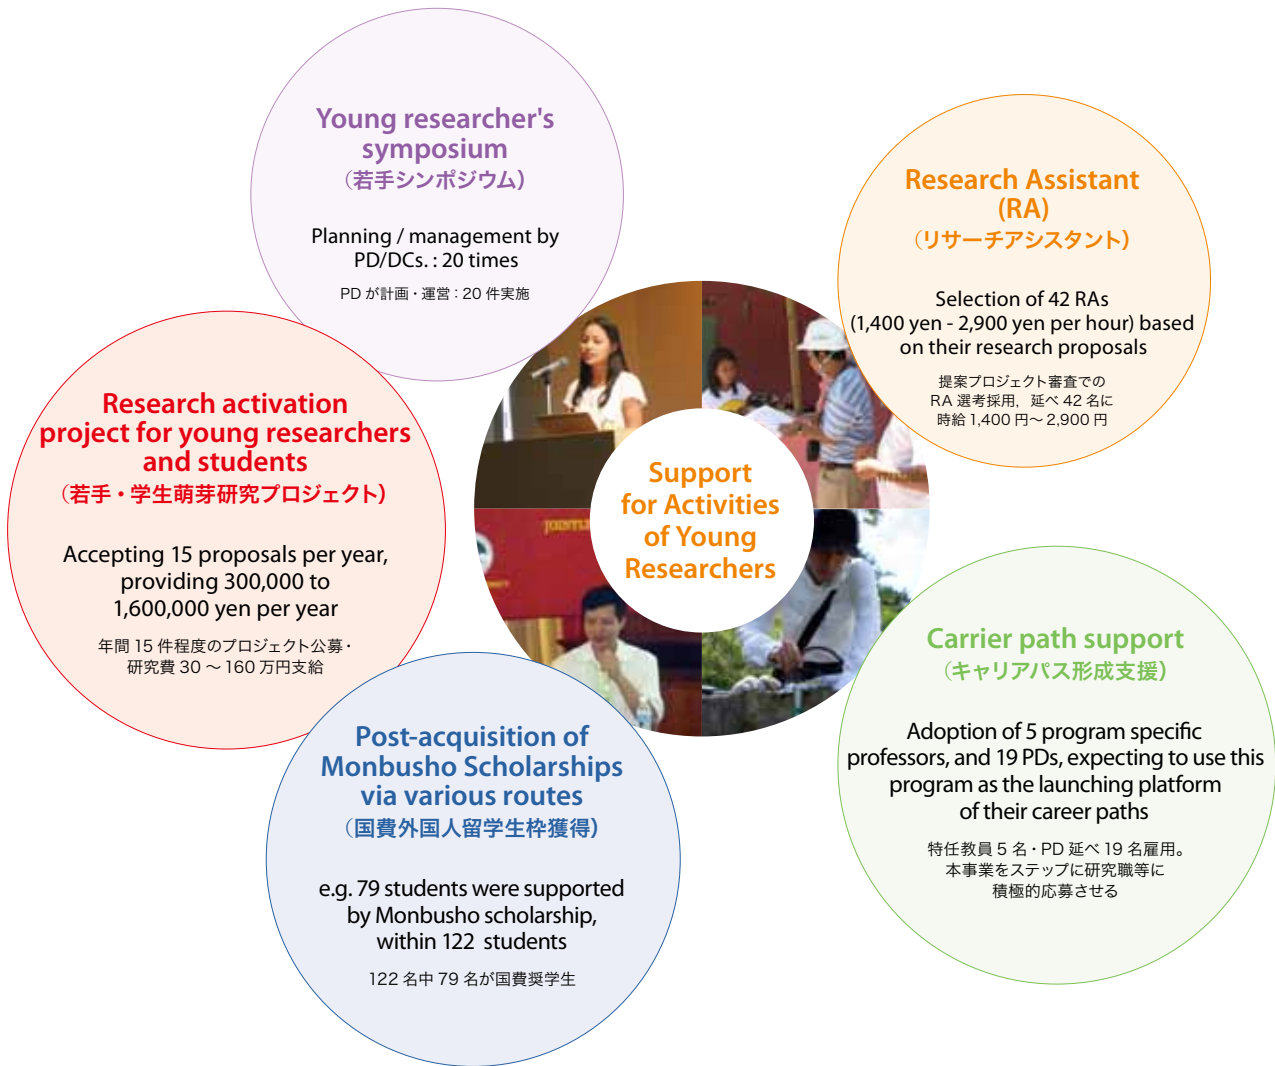 Young researcher's
symposium
（若手シンポジウム）
Planning / management by
PD/DCs. : 20 times
PD が計画・運営：20 件実施
Research Assistant
(RA)
（リサーチアシスタント）
Selection of 42 RAs
(1,400 yen - 2,900 yen per hour) based
on their research proposals
提案プロジェクト審査での
RA 選考採用，延べ 42 名に
時給 1,400 円～ 2,900 円
Research activation
project for young researchers
and students
（若手・学生萌芽研究プロジェクト）
Accepting 15 proposals per year,
providing 300,000 to
1,600,000 yen per year
年間 15 件程度のプロジェクト公募・
研究費 30 ～ 160 万円支給
Support
for Activities
of Young
Researchers
JOINTL
Carrier path support
（キャリアパス形成支援）
Adoption of 5 program specific
professors, and 19 PDs, expecting to use this
program as the launching platform
of their career paths
特任教員 5 名・PD 延べ 19 名雇用。
本事業をステップに研究職等に
積極的応募させる
Post-acquisition of
Monbusho Scholarships
via various routes
（国費外国人留学生枠獲得）
e.g. 79 students were supported
by Monbusho scholarship,
within 122 students
122 名中 79 名が国費奨学生